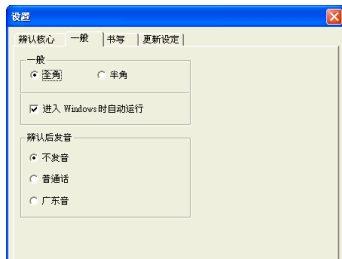 设置
辨认核心 一般 书写 更新设定
一般
全角 半角
进入 Windows 时自动运行
辨认后发音
不发音
普通话
广东音